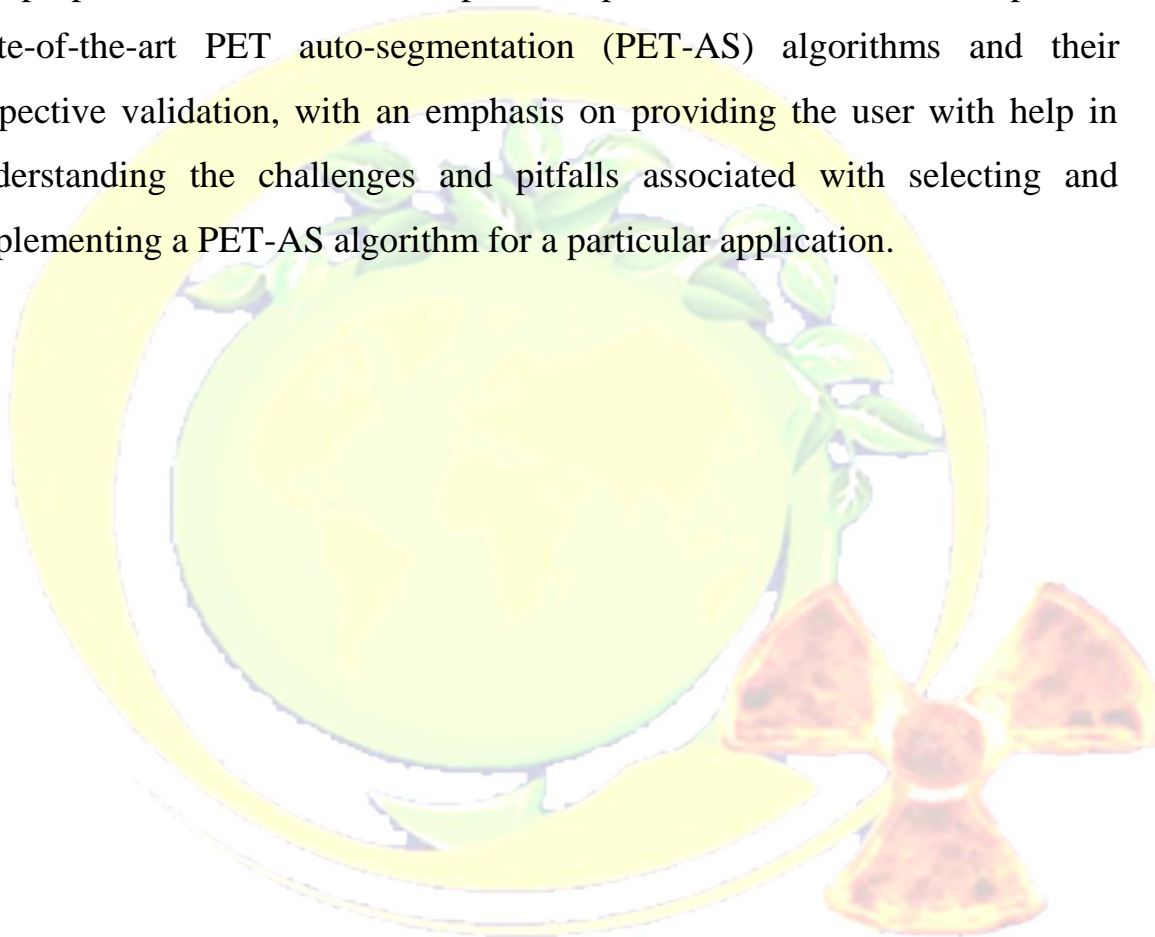 te-of-the-art PET auto-segmentation (PET-AS) algorithms and their
pective validation, with an emphasis on providing the user with help in
derstanding the challenges and pitfalls associated with selecting and
plementing a PET-AS algorithm for a particular application.